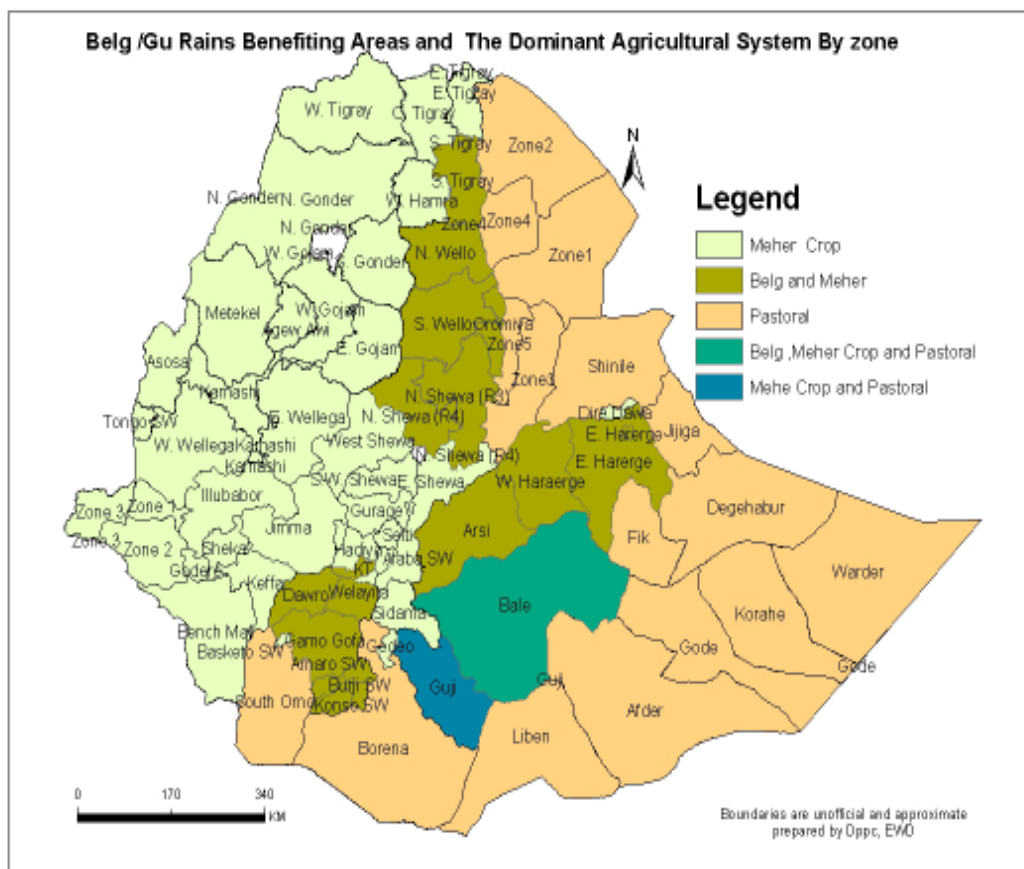 Belg /Gu Rains Benefiting Areas and The Dominant Agricultural System By zone
E. Tigray
E. Tigray
W. Tigray
C. Tigray
S. Tigray
Zone2
N
S. Tigray
N. Gonder
N. Gonder
W. Hamra
Zone4
Zone4
N. Gonder
W. Gojam
S. Gonder
N. Wello
Zone1
Legend
Meher Crop
Belg and Meher
Pastoral
Belg ,Meher Crop and Pastoral
Mehe Crop and Pastoral
Metekel
W. Gojam
Agew Awi
E. Gojam
S. Wello
Oromiya
Zone5
Zone3
Shinile
Asosa
Kamashi
N. Shewa (R3)
N. Shewa (R4)
Dire Dawa
Tongo SW
E. Wellega
West Shewa
E. Harerge
Jijiga
W. Wellega
Kamashi
Kamashi
N. Shewa (R4)
E. Harerge
SW. Shewa
E. Shewa
W. Haraerge
Illubabor
Zone 1
Zone 3
Gurage
Degehabur
Zone 3
Zone 2
Jimma
Arsi
Fik
Sheka
Hadiya
Araba SW
KT
Warder
Godere
Keffa
Dawro
Welayita
Sidama
Bale
Korahe
Bench Maji
Basketo SW
Gamo Gofa
Gedeo
Amaro SW
Gode
Gode
Burji SW
Guji
Guji
South Omo
Konso SW
Afder
Borena
Liben
0 170 340
KM
Boundaries are unofficial and approximate
prepared by Dppc, EWD